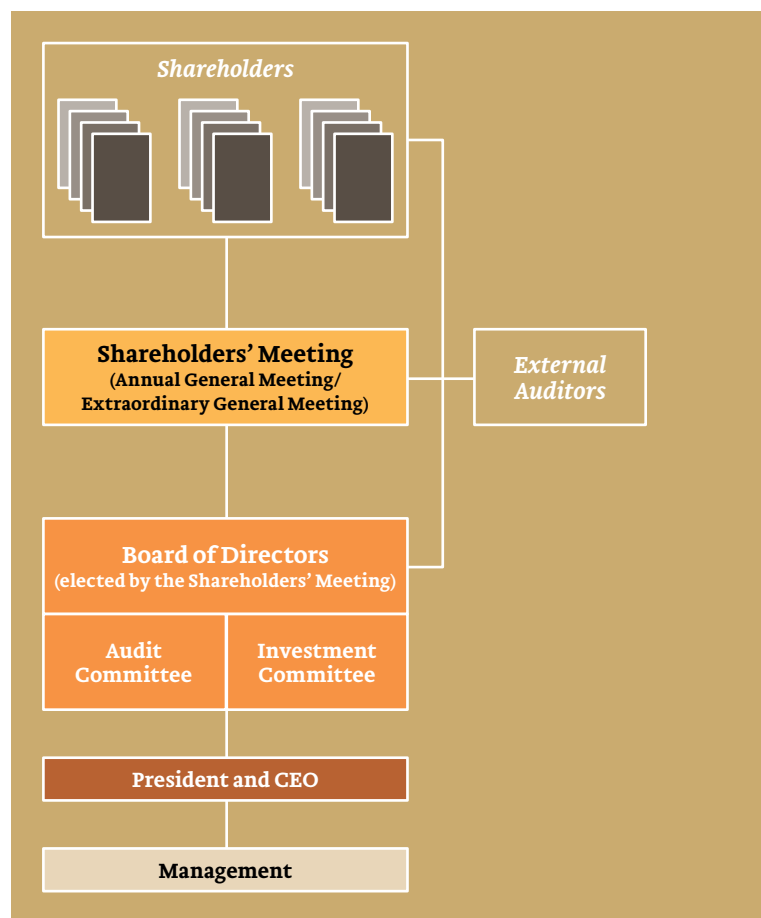 Shareholders
Shareholders’ Meeting
(Annual General Meeting/
Extraordinary General Meeting)
External
Auditors
Board of Directors
(elected by the Shareholders’ Meeting)
Audit
Committee
Investment
Committee
President and CEO
Management